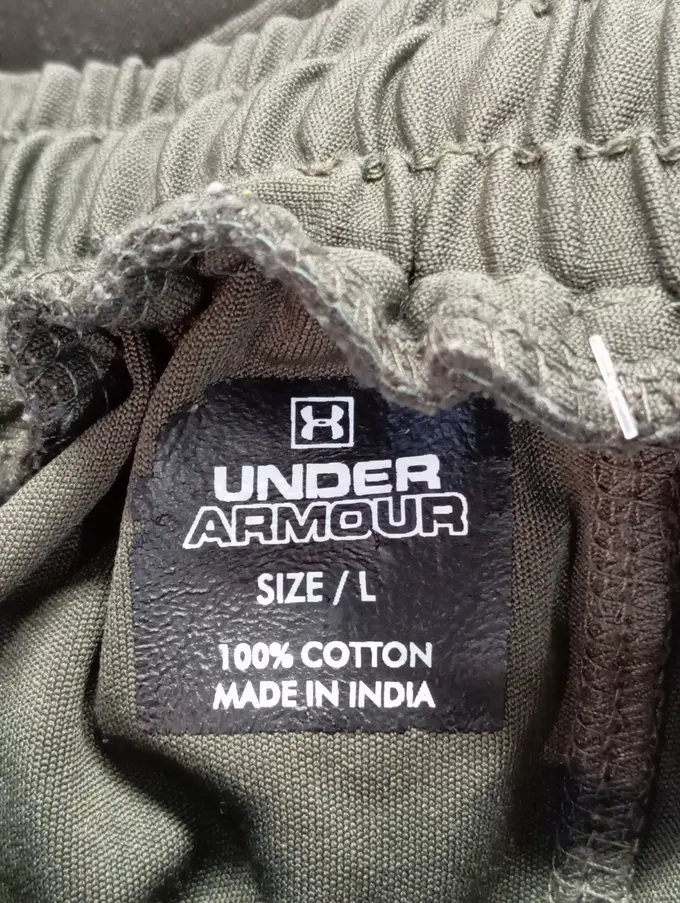 UNDER
ARMOUR
SIZE / L
100% COTTON
MADE IN INDIA